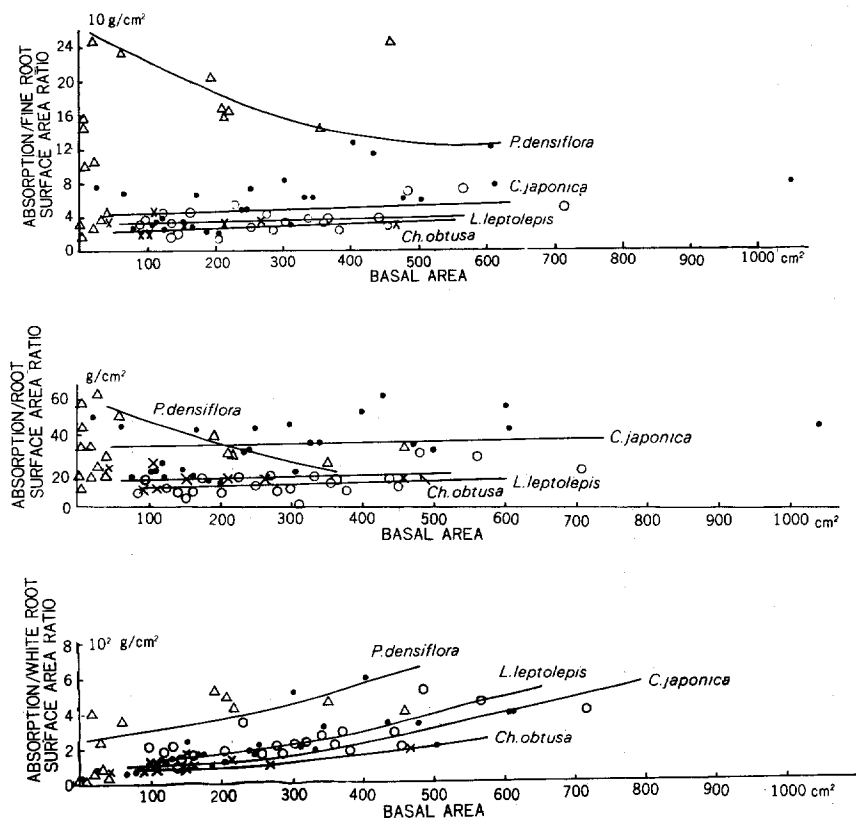 10 g/cm²
ABSORPTION/FINE ROOT
SURFACE AREA RATIO
24
20
16
12
8
4
0
P.densiflora
C.japonica
L.leptolepis
Ch.obtusa
100 200 300 400 500 600 700 800 900 1000 cm²
BASAL AREA
g/cm²
ABSORPTION/ROOT
SURFACE AREA RATIO
60
40
20
0
P.densiflora
C.japonica
L.leptolepis
Ch.obtusa
100 200 300 400 500 600 700 800 900 1000 cm²
BASAL AREA
10² g/cm²
ABSORPTION/WHITE ROOT
SURFACE AREA RATIO
8
6
4
2
0
P.densiflora
L.leptolepis
C.japonica
Ch.obtusa
100 200 300 400 500 600 700 800 900 1000 cm²
BASAL AREA